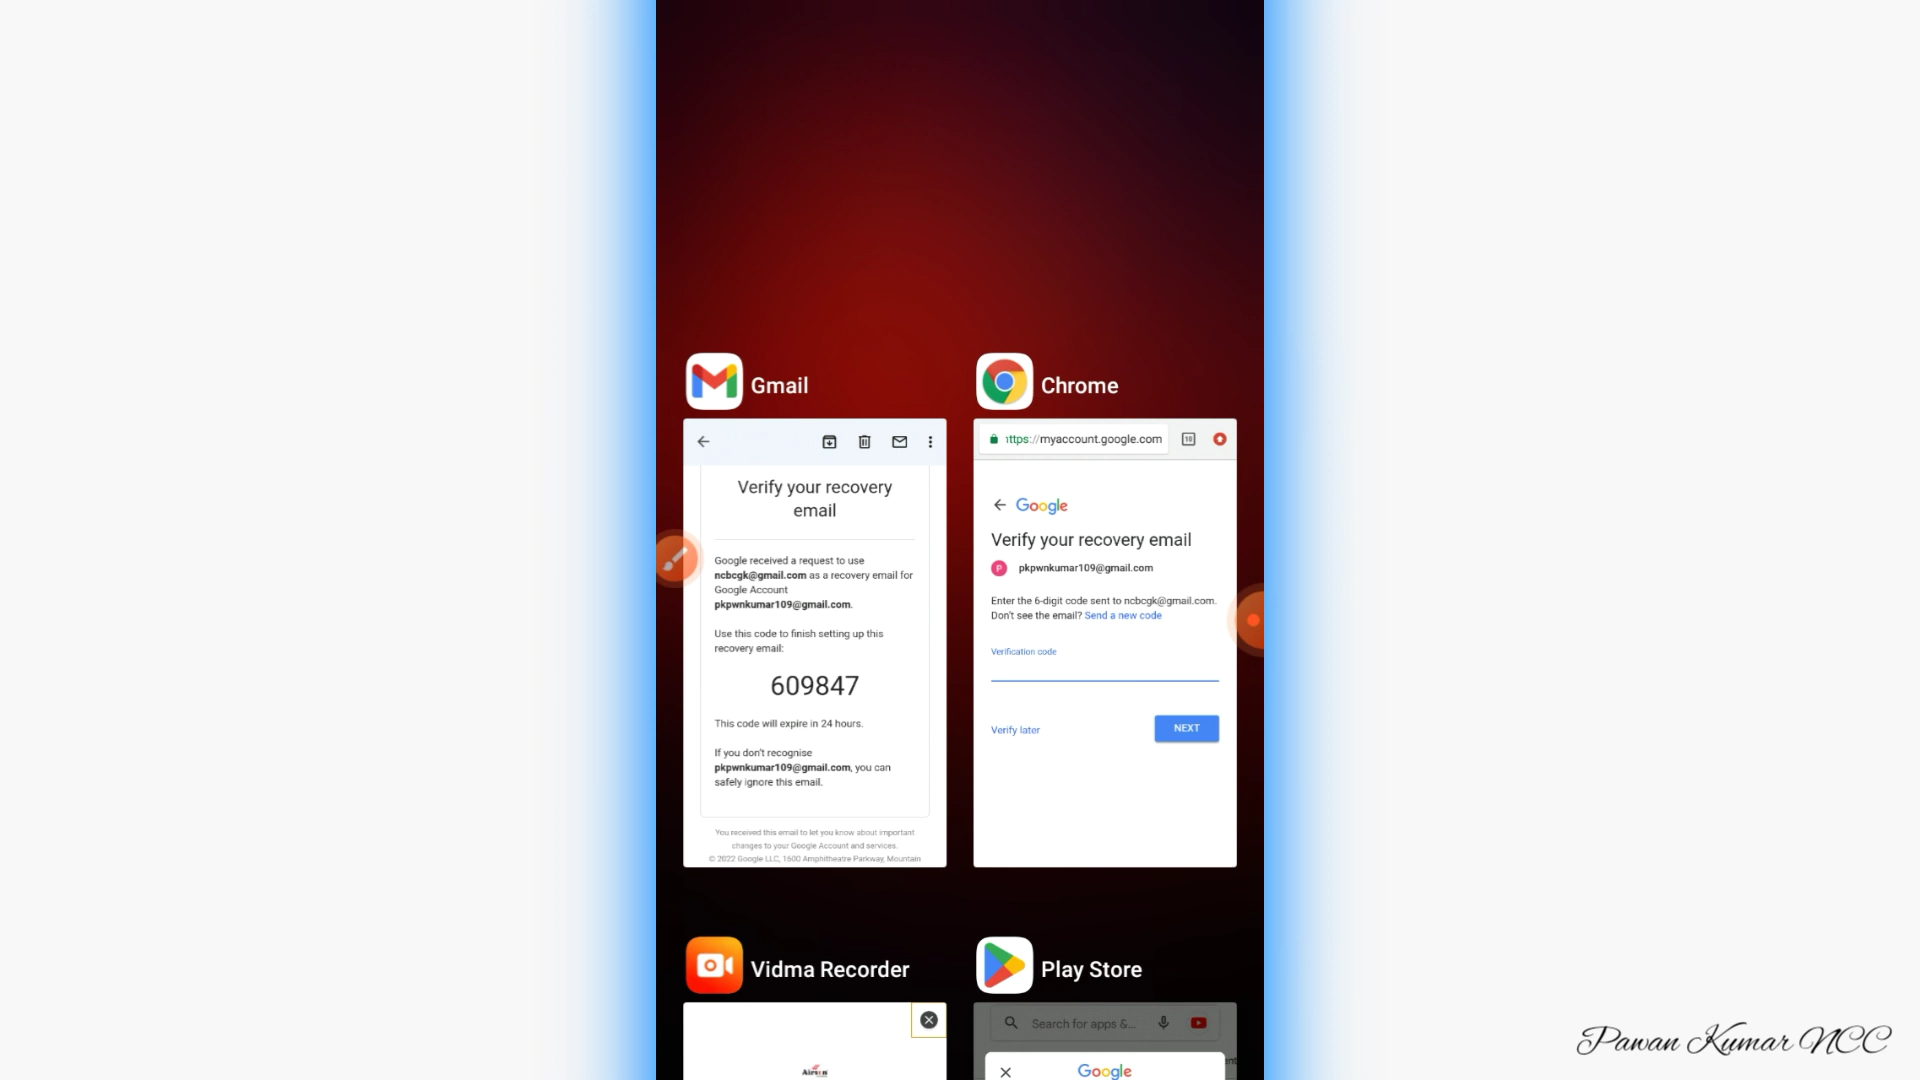 Gmail
Verify your recovery
email
Google received a request to use
ncbcgk@gmail.com as a recovery email for
Google Account
pkpwnkumar109@gmail.com.
Use this code to finish setting up this
recovery email:
609847
This code will expire in 24 hours.
If you don't recognise
pkpwnkumar109@gmail.com, you can
safely ignore this email.
You received this email to let you know about important
changes to your Google Account and services.
© 2022 Google LLC, 1600 Amphitheatre Parkway, Mountain
Chrome
ttps://myaccount.google.com
18
Google
Verify your recovery email
P
pkpwnkumar109@gmail.com
Enter the 6-digit code sent to ncbcgk@gmail.com.
Don't see the email? Send a new code
Verification code
Verify later
NEXT
Vidma Recorder
Play Store
Search for apps &...
Google
Pawan Kumar NCC